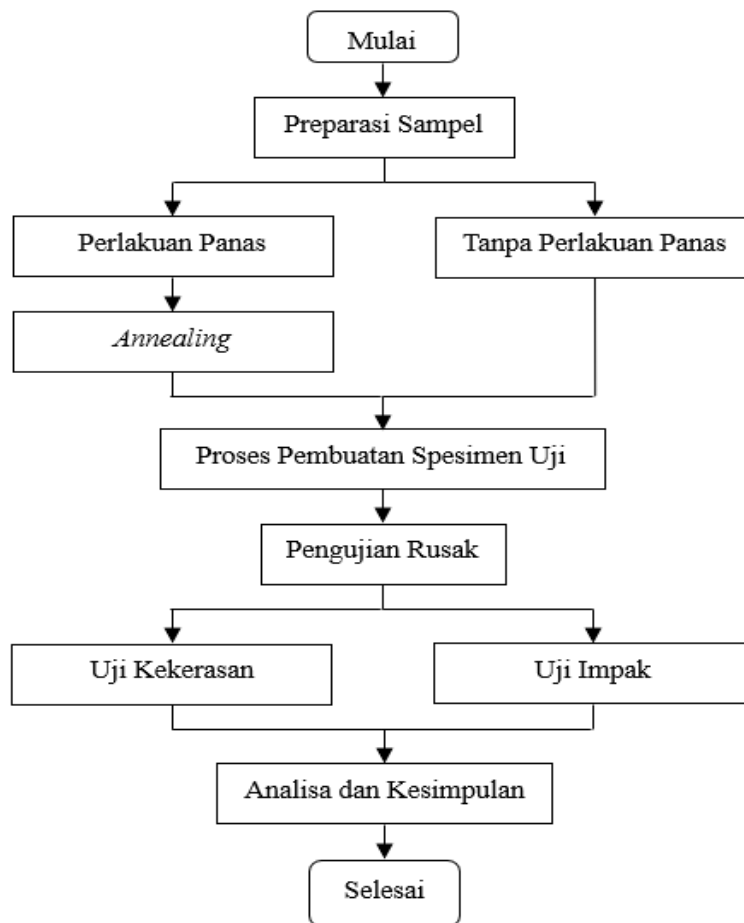 Mulai
Preparasi Sampel
Perlakuan Panas
Tanpa Perlakuan Panas
Annealing
Proses Pembuatan Spesimen Uji
Pengujian Rusak
Uji Kekerasan
Uji Impak
Analisa dan Kesimpulan
Selesai